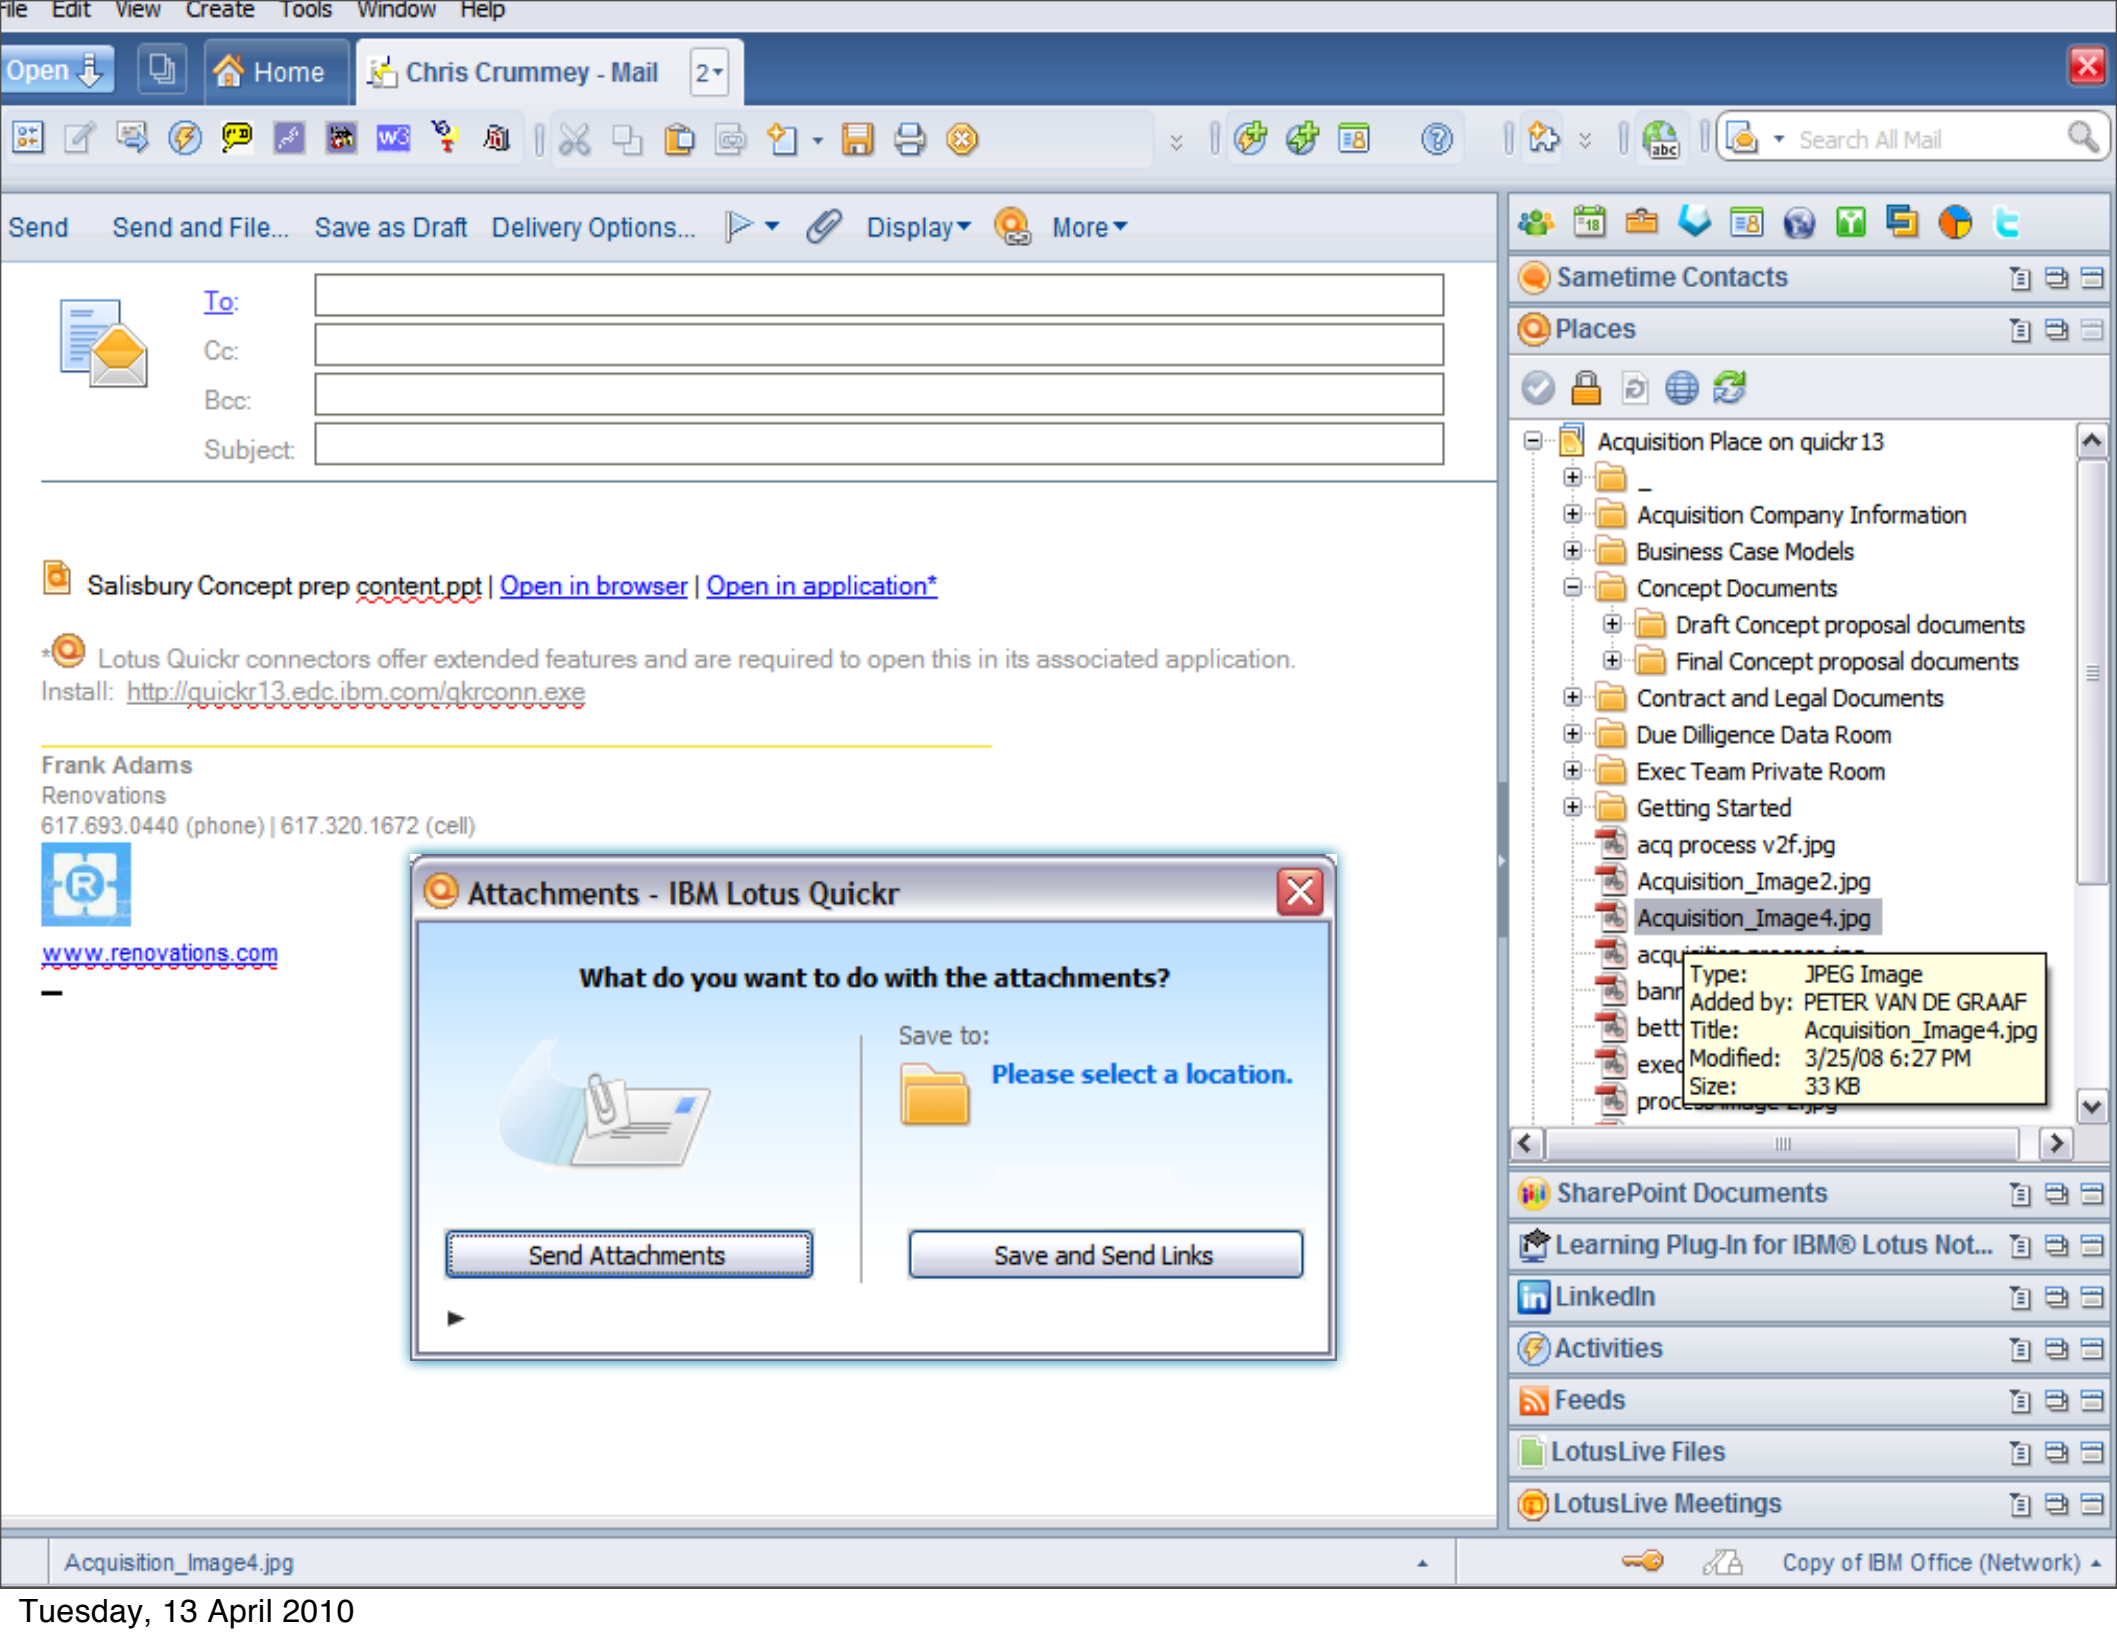 File Edit View Create Tools Window Help
Open Home Chris Crummey - Mail 2
w3 abc Search All Mail
Send Send and File... Save as Draft Delivery Options... Display More
18
To:
Cc:
Bcc:
Subject:
Salisbury Concept prep content.ppt | Open in browser | Open in application*
* Lotus Quickr connectors offer extended features and are required to open this in its associated application.
Install: http://quickr13.edc.ibm.com/qkrconn.exe
Frank Adams
Renovations
617.693.0440 (phone) | 617.320.1672 (cell)
R
www.renovations.com
Attachments - IBM Lotus Quickr
What do you want to do with the attachments?
Save to:
Please select a location.
Send Attachments
Save and Send Links
Sametime Contacts
Places
Acquisition Place on quickr13
_
Acquisition Company Information
Business Case Models
Concept Documents
Draft Concept proposal documents
Final Concept proposal documents
Contract and Legal Documents
Due Dilligence Data Room
Exec Team Private Room
Getting Started
acq process v2f.jpg
Acquisition_Image2.jpg
Acquisition_Image4.jpg
Type: JPEG Image
Added by: PETER VAN DE GRAAF
Title: Acquisition_Image4.jpg
Modified: 3/25/08 6:27 PM
Size: 33 KB
SharePoint Documents
Learning Plug-In for IBM® Lotus Not...
in LinkedIn
Activities
Feeds
LotusLive Files
LotusLive Meetings
Acquisition_Image4.jpg
Copy of IBM Office (Network)
Tuesday, 13 April 2010